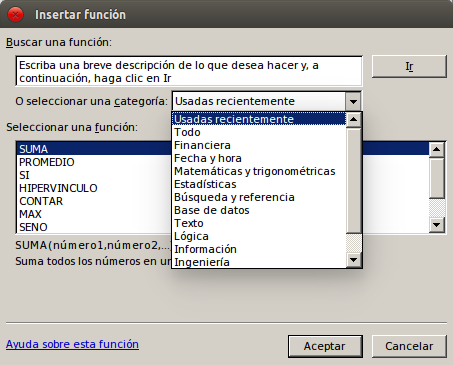 Insertar función
Buscar una función:
Escriba una breve descripción de lo que desea hacer y, a
continuación, haga clic en Ir
Ir
O seleccionar una categoría:
Usadas recientemente
Usadas recientemente
Todo
Financiera
Fecha y hora
Matemáticas y trigonométricas
Estadísticas
Búsqueda y referencia
Base de datos
Texto
Lógica
Información
Ingeniería
Seleccionar una función:
SUMA
PROMEDIO
SI
HIPERVINCULO
CONTAR
MAX
SENO
SUMA(número1,número2,...
Suma todos los números en un
Ayuda sobre esta función
Aceptar
Cancelar